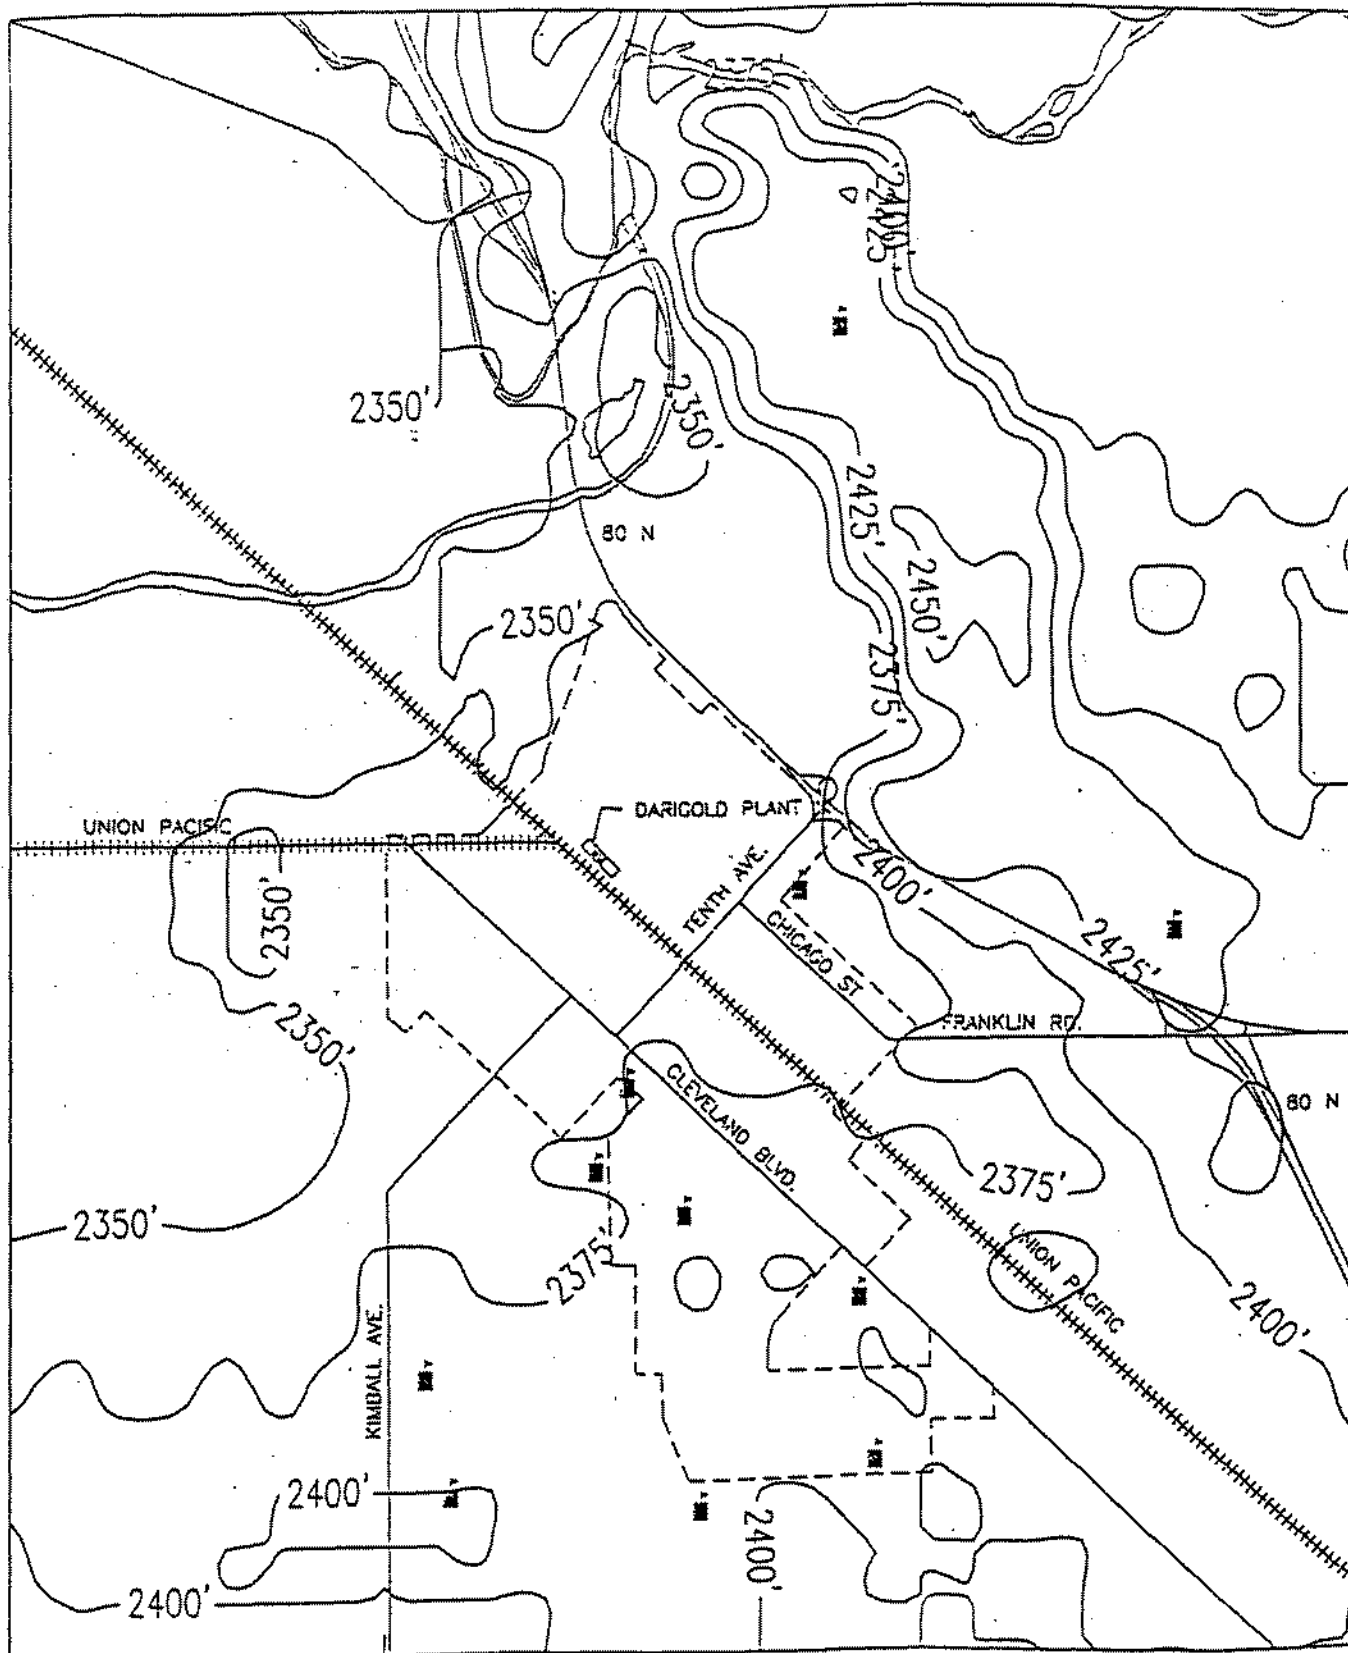 2400'
2425'
2350'
2350'
2425'
80 N
2450'
2350'
2375'
DARIGOLD PLANT
UNION PACIFIC
TENTH AVE.
2400'
2350'
CHICAGO ST
2425'
2350'
FRANKLIN RD.
CLEVELAND BLVD.
80 N
2375'
2350'
UNION PACIFIC
2375'
2400'
KIMBALL AVE.
2400'
2400'
2400'